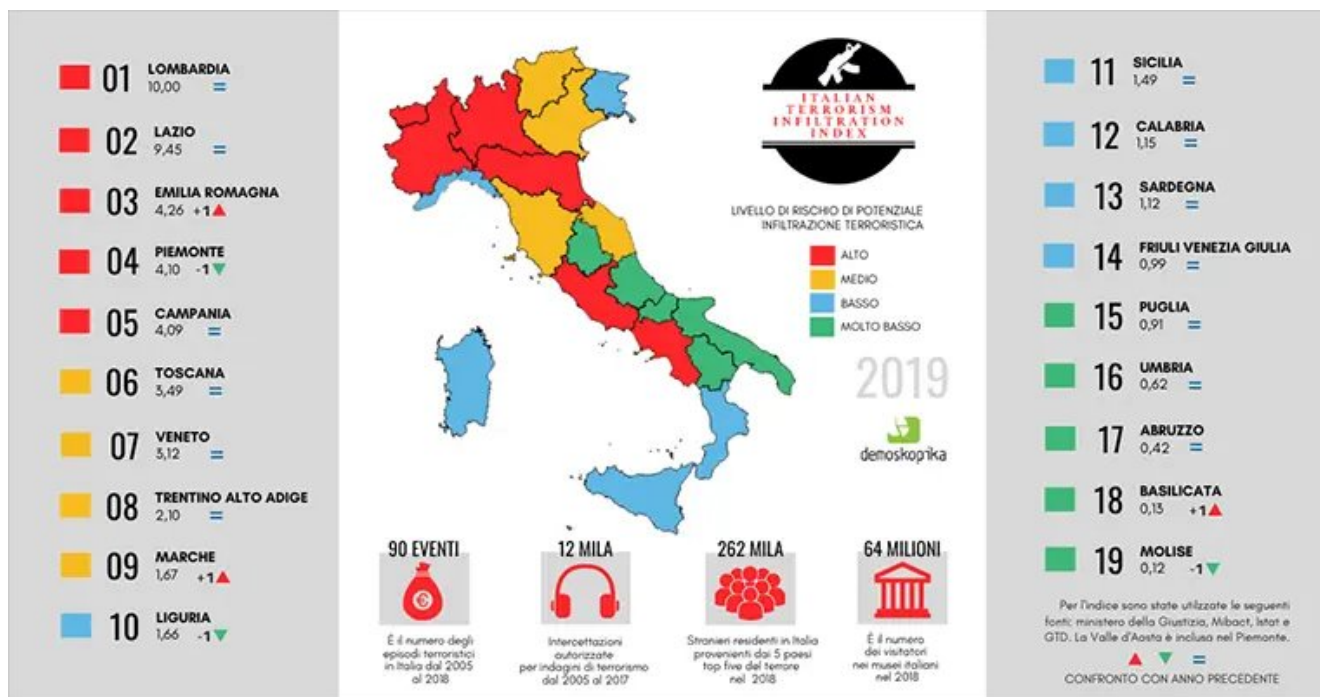 01 LOMBARDIA
10,00 =
02 LAZIO
9,45 =
03 EMILIA ROMAGNA
4,26 +1▲
04 PIEMONTE
4,10 -1▼
05 CAMPANIA
4,09 =
06 TOSCANA
3,49 =
07 VENETO
3,12 =
08 TRENTINO ALTO ADIGE
2,10 =
09 MARCHE
1,67 +1▲
10 LIGURIA
1,66 -1▼
ITALIAN
TERRORISM
INFILTRATION
INDEX
LIVELLO DI RISCHIO DI POTENZIALE
INFILTRAZIONE TERRORISTICA
ALTO
MEDIO
BASSO
MOLTO BASSO
2019
demoskopika
90 EVENTI
È il numero degli
episodi terroristici
in Italia dal 2005
al 2018
12 MILA
Intercettazioni
autorizzate
per indagini di terrorismo
dal 2005 al 2017
262 MILA
Stranieri residenti in Italia
provenienti dai 5 paesi
top five del terrore
nel 2018
64 MILIONI
È il numero
dei visitatori
nei musei italiani
nel 2018
11 SICILIA
1,49 =
12 CALABRIA
1,15 =
13 SARDEGNA
1,12 =
14 FRIULI VENEZIA GIULIA
0,99 =
15 PUGLIA
0,91 =
16 UMBRIA
0,62 =
17 ABRUZZO
0,42 =
18 BASILICATA
0,13 +1▲
19 MOLISE
0,12 -1▼
Per l'indice sono state utilzzate le seguenti
fonti: ministero della Giustizia, Mibact, Istat e
GTD. La Valle d'Aosta è inclusa nel Piemonte.
▲ ▼ =
CONFRONTO CON ANNO PRECEDENTE